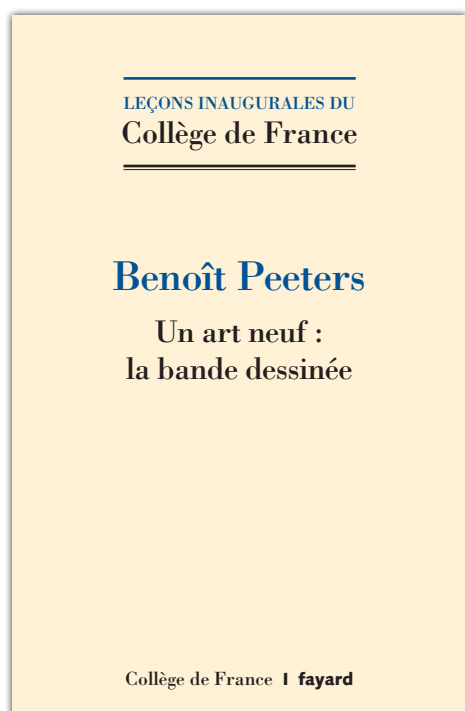 LEÇONS INAUGURALES DU
Collège de France
Benoît Peeters
Un art neuf :
la bande dessinée
Collège de France I fayard